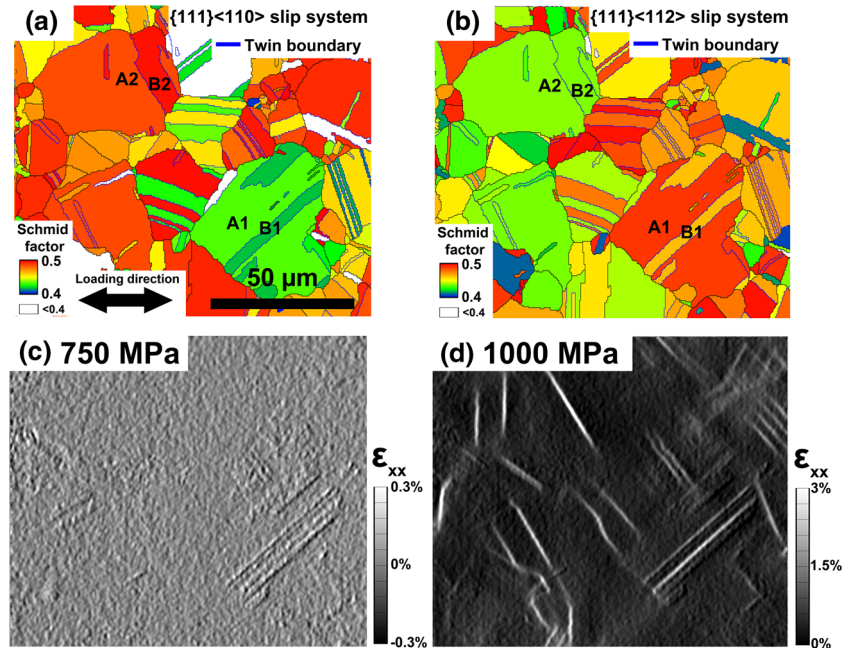 (a) {111}<110> slip system
Twin boundary
A2 B2
A1 B1
Schmid
factor
0.5
0.4
<0.4
Loading direction
50 μm
(b) {111}<112> slip system
Twin boundary
A2 B2
A1 B1
Schmid
factor
0.5
0.4
<0.4
(c) 750 MPa
εxx
0.3%
0%
-0.3%
(d) 1000 MPa
εxx
3%
1.5%
0%